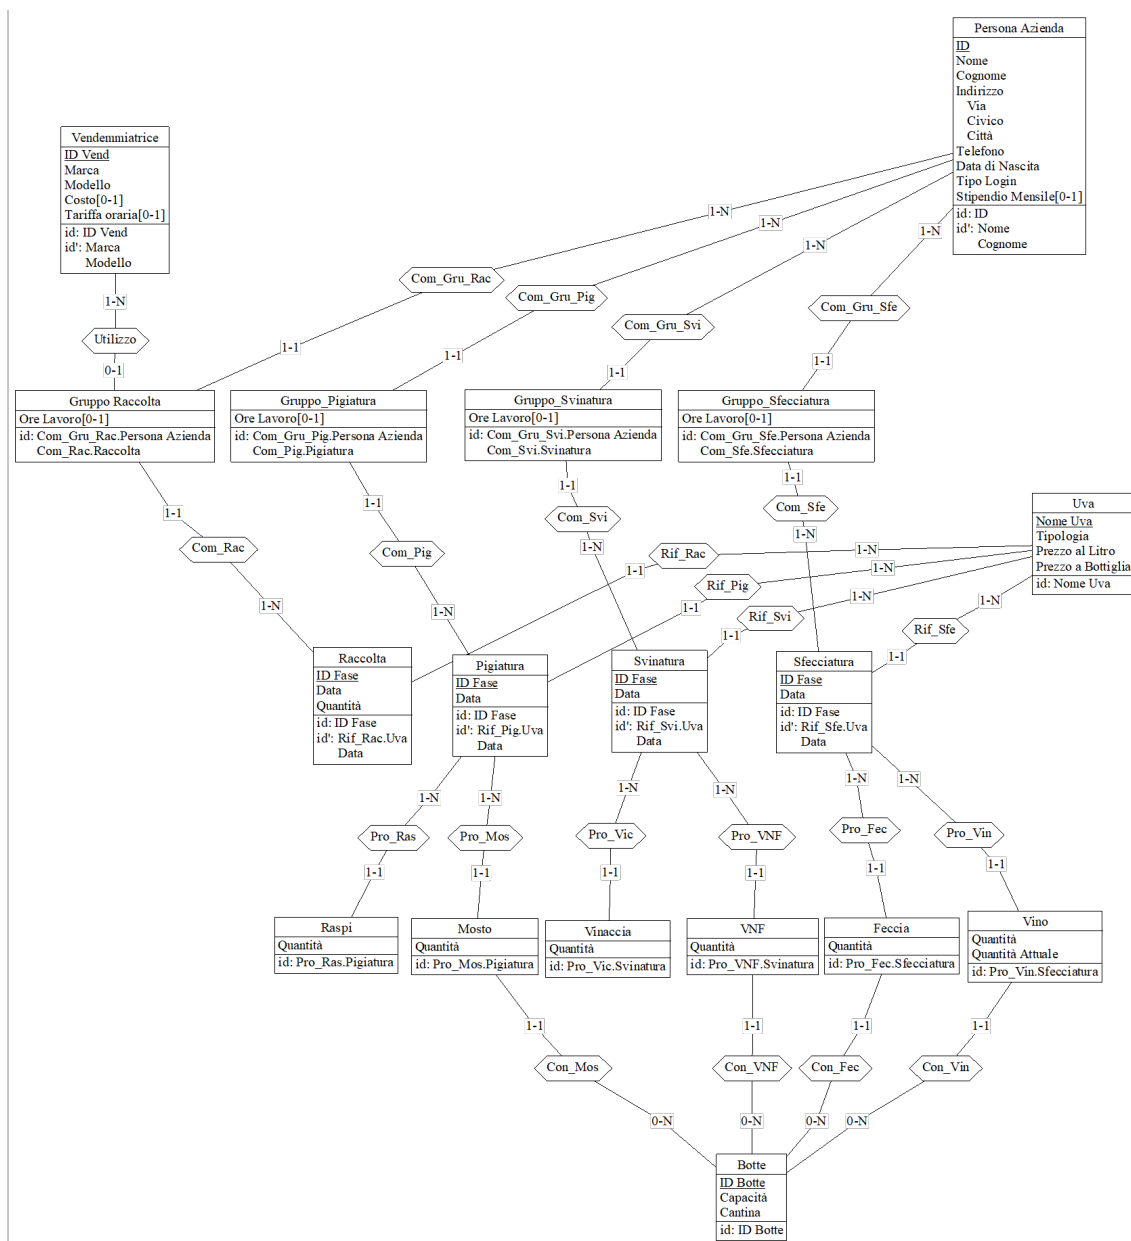 Persona Azienda
ID
Nome
Cognome
Indirizzo
Via
Civico
Città
Telefono
Data di Nascita
Tipo Login
Stipendio Mensile[0-1]
id: ID
id': Nome
Cognome
Vendemmiatrice
ID Vend
Marca
Modello
Costo[0-1]
Tariffa oraria[0-1]
id: ID Vend
id': Marca
Modello
1-N
1-N
1-N
1-N
Com_Gru_Rac
Com_Gru_Pig
Com_Gru_Svi
Com_Gru_Sfe
1-N
Utilizzo
0-1
1-1
1-1
1-1
1-1
Gruppo Raccolta
Ore Lavoro[0-1]
id: Com_Gru_Rac.Persona Azienda
Com_Rac.Raccolta
Gruppo_Pigiatura
Ore Lavoro[0-1]
id: Com_Gru_Pig.Persona Azienda
Com_Pig.Pigiatura
Gruppo_Svinatura
Ore Lavoro[0-1]
id: Com_Gru_Svi.Persona Azienda
Com_Svi.Svinatura
Gruppo_Sfecciatura
Ore Lavoro[0-1]
id: Com_Gru_Sfe.Persona Azienda
Com_Sfe.Sfecciatura
1-1
1-1
1-1
1-1
Com_Rac
Com_Pig
Com_Svi
Com_Sfe
1-N
1-N
1-N
1-N
Uva
Nome Uva
Tipologia
Prezzo al Litro
Prezzo a Bottiglia
id: Nome Uva
Rif_Rac
Rif_Pig
Rif_Svi
Rif_Sfe
1-N
1-N
1-N
1-N
1-1
1-1
1-1
1-1
Raccolta
ID Fase
Data
Quantità
id: ID Fase
id': Rif_Rac.Uva
Data
Pigiatura
ID Fase
Data
id: ID Fase
id': Rif_Pig.Uva
Data
Svinatura
ID Fase
Data
id: ID Fase
id': Rif_Svi.Uva
Data
Sfecciatura
ID Fase
Data
id: ID Fase
id': Rif_Sfe.Uva
Data
1-N
1-N
1-N
1-N
1-N
1-N
Pro_Ras
Pro_Mos
Pro_Vic
Pro_VNF
Pro_Fec
Pro_Vin
1-1
1-1
1-1
1-1
1-1
1-1
Raspi
Quantità
id: Pro_Ras.Pigiatura
Mosto
Quantità
id: Pro_Mos.Pigiatura
Vinaccia
Quantità
id: Pro_Vic.Svinatura
VNF
Quantità
id: Pro_VNF.Svinatura
Feccia
Quantità
id: Pro_Fec.Sfecciatura
Vino
Quantità
Quantità Attuale
id: Pro_Vin.Sfecciatura
1-1
1-1
1-1
1-1
Con_Mos
Con_VNF
Con_Fec
Con_Vin
0-N
0-N
0-N
0-N
Botte
ID Botte
Capacità
Cantina
id: ID Botte